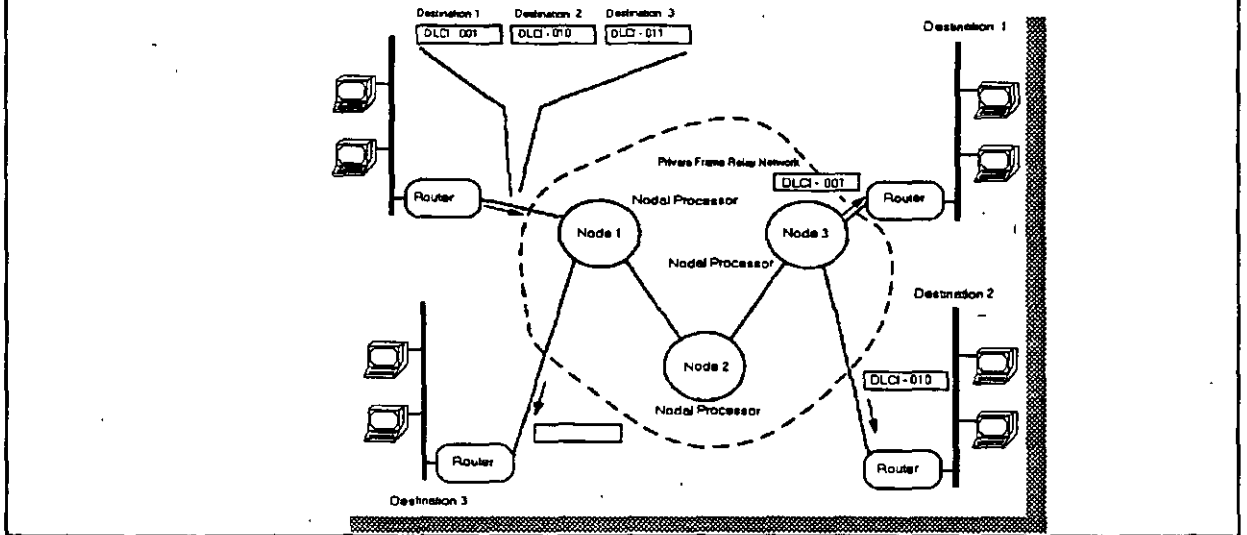 Destination 1 Destination 2 Destination 3
DLCI - 001 DLCI - 010 DLCI - 011
Destination 1
Private Frame Relay Network
DLCI - 001
Router
Nodal Processor
Router
Node 1
Node 3
Nodal Processor
Destination 2
Node 2
DLCI - 010
Nodal Processor
Router
Router
Destination 3